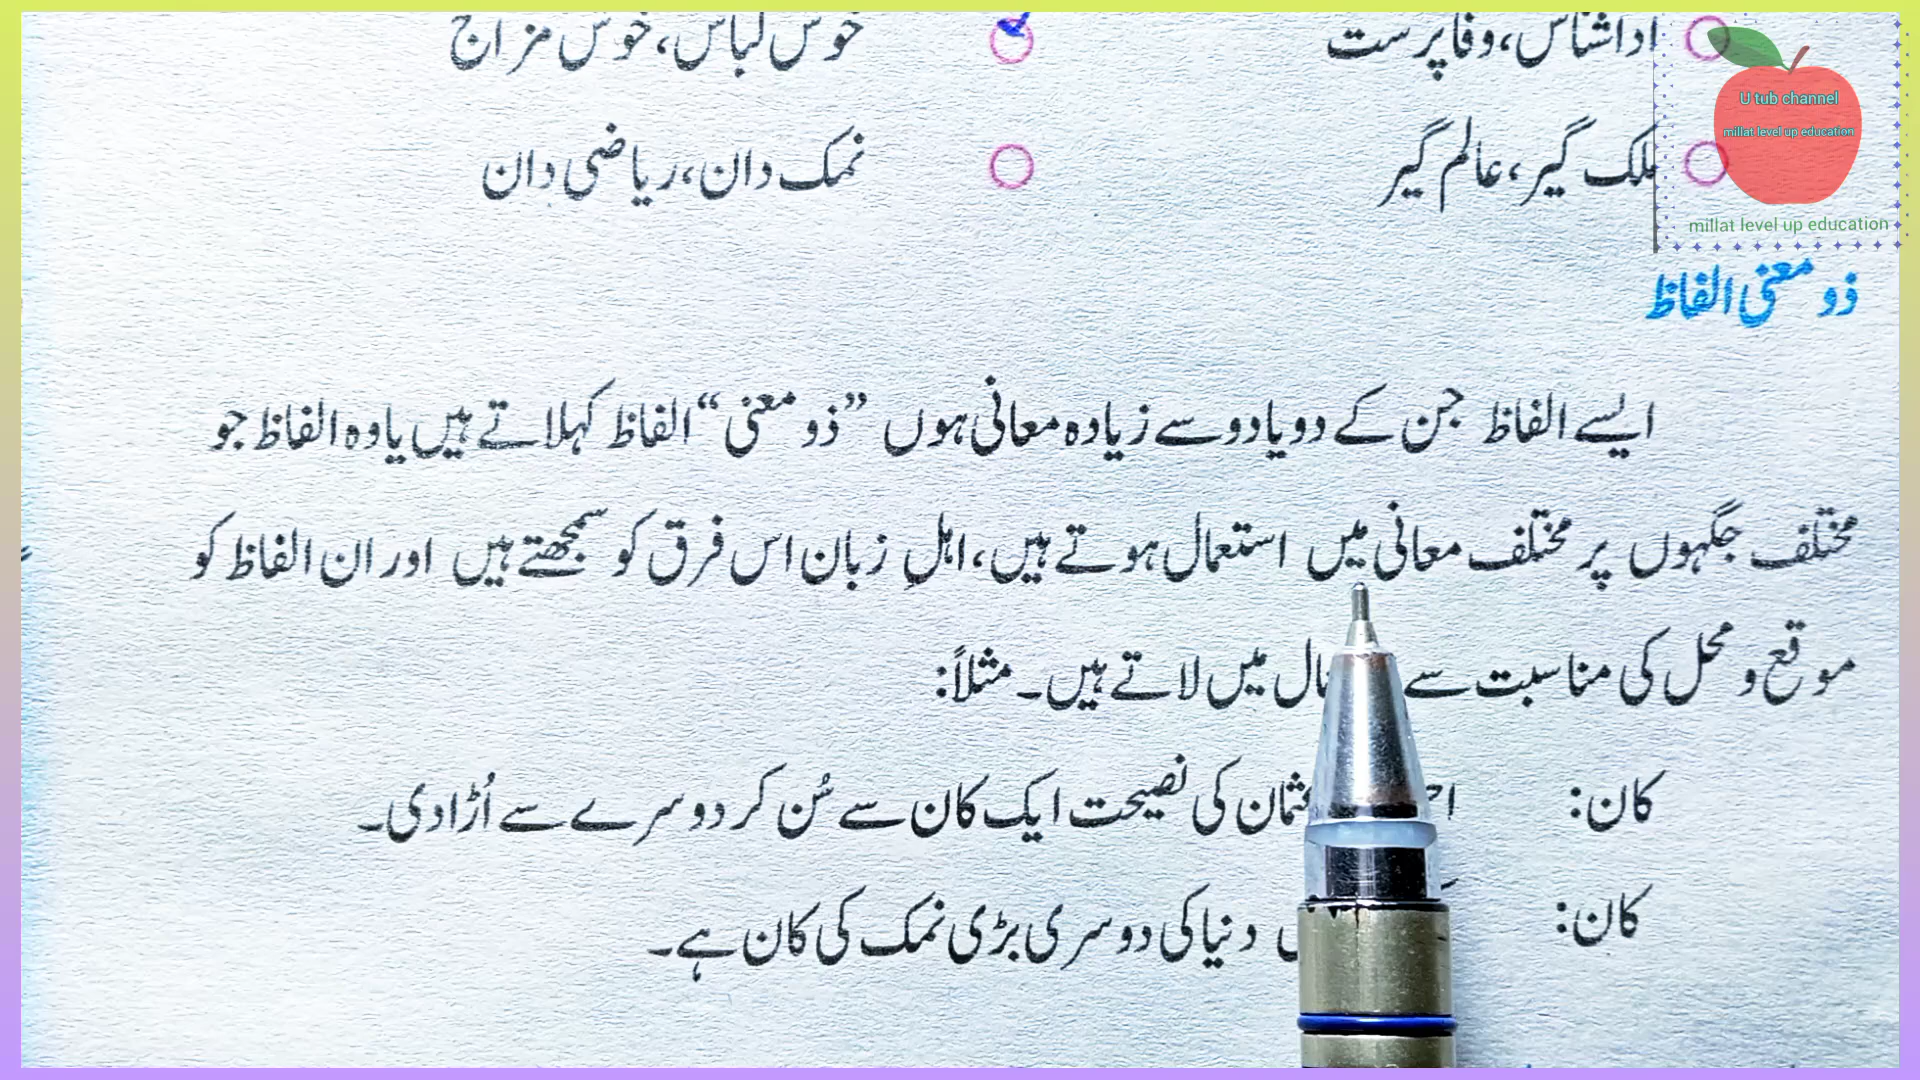 اداشناس، وفاپرست خوش لباس، خوش مزاج
ملک گیر، عالم گیر نمک دان، ریاضی دان
U tub channel
millat level up education
millat level up education
ذو معنی الفاظ
ایسے الفاظ جن کے دو یا دو سے زیادہ معانی ہوں ”ذو معنی“ الفاظ کہلاتے ہیں یا وہ الفاظ جو
مختلف جگہوں پر مختلف معانی میں استعمال ہوتے ہیں، اہلِ زبان اس فرق کو سمجھتے ہیں اور ان الفاظ کو
موقع و محل کی مناسبت سے میں لاتے ہیں۔ مثلاً:
کان: عثمان کی نصیحت ایک کان سے سُن کر دوسرے سے اُڑا دی۔
کان: دنیا کی دوسری بڑی نمک کی کان ہے۔